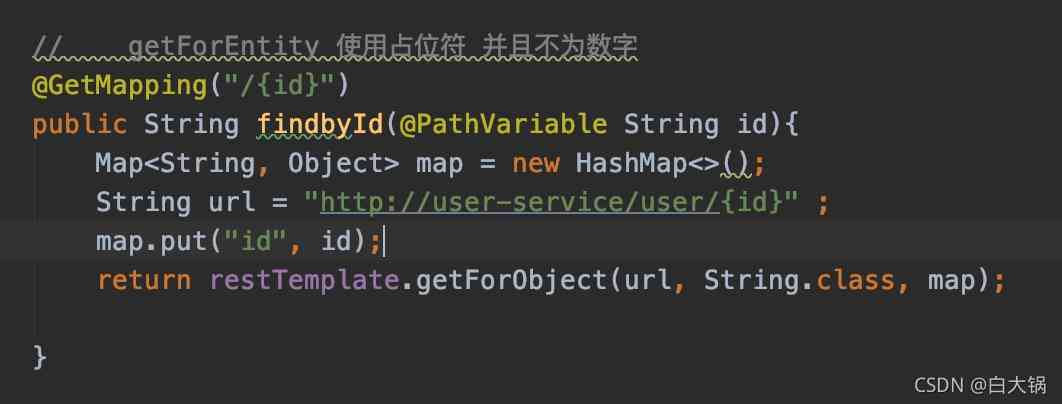 //    getForEntity 使用占位符 并且不为数字
@GetMapping("/{id}")
public String findbyId(@PathVariable String id){
    Map<String, Object> map = new HashMap<>();
    String url = "http://user-service/user/{id}" ;
    map.put("id", id);
    return restTemplate.getForObject(url, String.class, map);
}
CSDN @白大锅